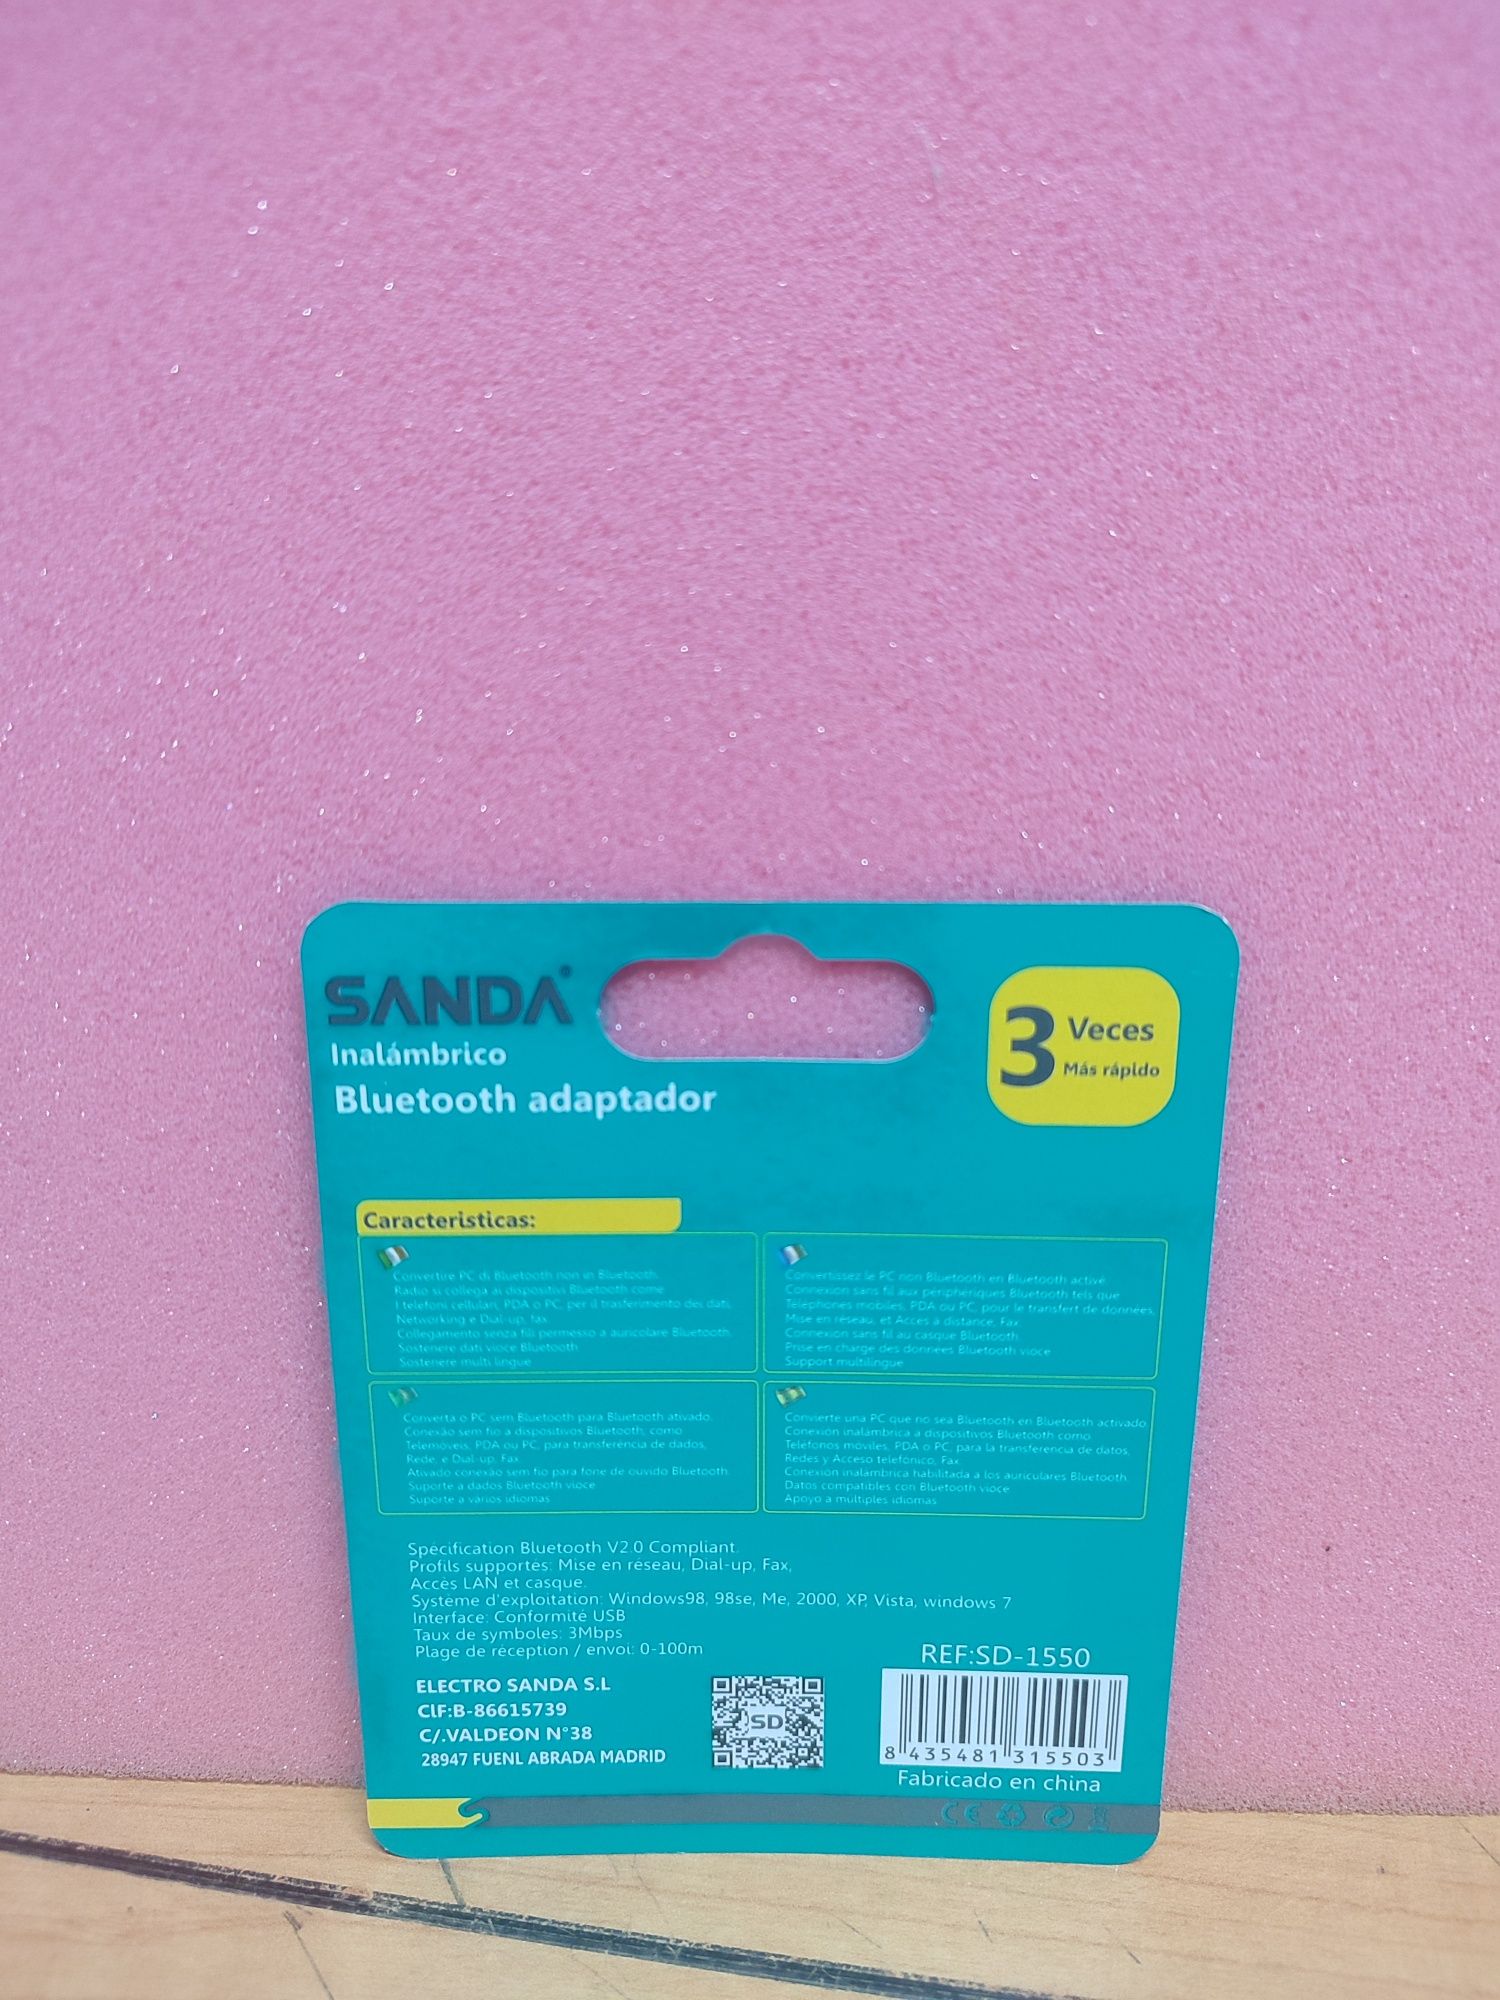 SANDA®
Inalámbrico
Bluetooth adaptador
3 Veces
Más rápido
Caracteristicas:
Convertire PC di Bluetooth non in Bluetooth.
Radio si collega ai dispositivi Bluetooth come
I telefoni cellulari, PDA o PC, per il trasferimento dei dati,
Networking e Dial-up, fax
Collegamento senza fili permesso a auricolare Bluetooth.
Sostenere dati vioce Bluetooth
Sostenere multi lingue
Convertissez le PC non Bluetooth en Bluetooth activé
Connexion sans fil aux périphériques Bluetooth tels que
Téléphones mobiles, PDA ou PC, pour le transfert de données,
Mise en réseau, et Acces à distance, Fax
Connexion sans fil au casque Bluetooth
Prise en charge des données Bluetooth vioce
Support multilingue
Converta o PC sem Bluetooth para Bluetooth ativado.
Conexão sem fio a dispositivos Bluetooth, como
Telemóveis, PDA ou PC, para transferência de dados,
Rede, e Dial up, Fax
Ativado conexão sem fio para fone de ouvido Bluetooth.
Suporte a dados Bluetooth vioce
Suporte a vários idiomas
Convierte una PC que no sea Bluetooth en Bluetooth activado
Conexión inalámbrica a dispositivos Bluetooth como
Teléfonos móviles, PDA o PC, para la transferencia de datos,
Redes y Acceso telefónico, Fax
Conexión inalámbrica habilitada a los auriculares Bluetooth.
Datos compatibles con Bluetooth vioce
Apoyo a múltiples idiomas
Spécification Bluetooth V2.0 Compliant.
Profils supportés: Mise en réseau, Dial-up, Fax,
Accès LAN et casque.
Système d'exploitation: Windows98, 98se, Me, 2000, XP, Vista, windows 7
Interface: Conformité USB
Taux de symboles: 3Mbps
Plage de réception / envoi: 0-100m
ELECTRO SANDA S.L
CIF:B-86615739
C/.VALDEON N°38
28947 FUENL ABRADA MADRID
SD
REF:SD-1550
8 435481 315503
Fabricado en china
CE